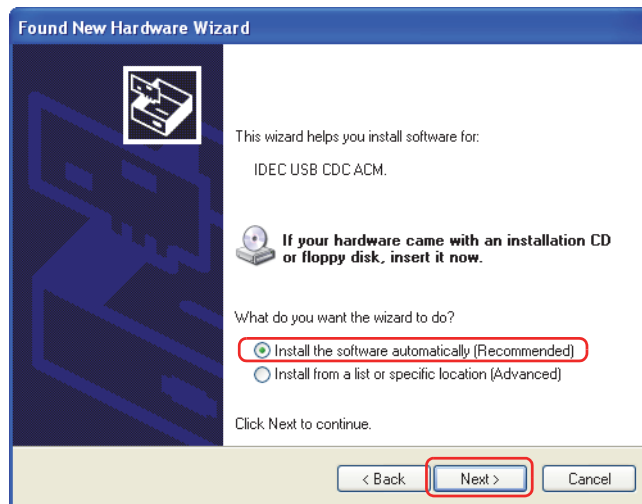 Found New Hardware Wizard
This wizard helps you install software for:
IDEC USB CDC ACM.
If your hardware came with an installation CD
or floppy disk, insert it now.
What do you want the wizard to do?
Install the software automatically (Recommended)
Install from a list or specific location (Advanced)
Click Next to continue.
< Back
Next >
Cancel